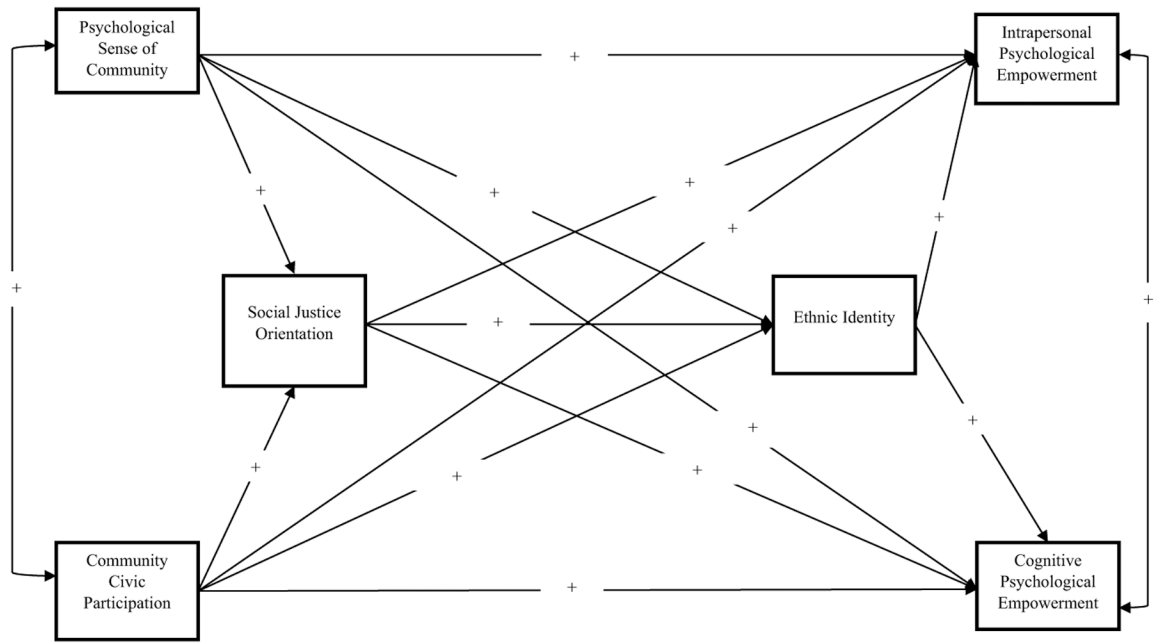 Psychological
Sense of
Community
Intrapersonal
Psychological
Empowerment
+
+
+
+
+
+
+
+
Social Justice
Orientation
+
Ethnic Identity
+
+
+
+
+
+
Community
Civic
Participation
+
Cognitive
Psychological
Empowerment